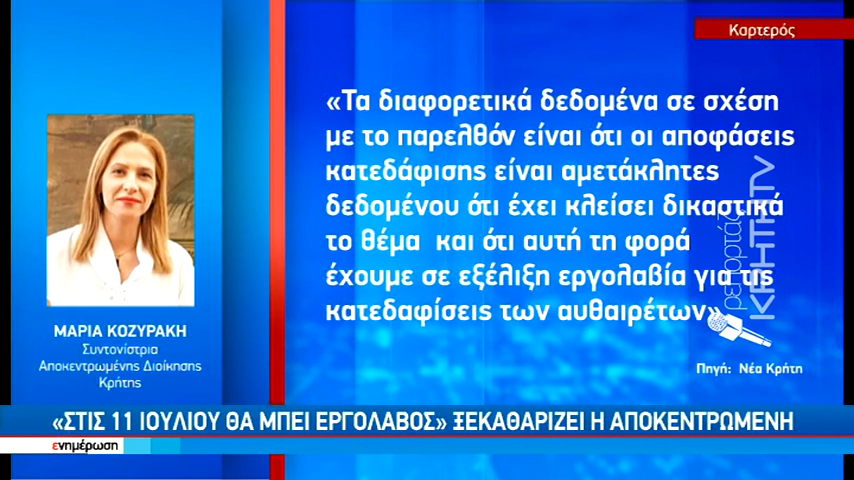 Καρτερός
«Τα διαφορετικά δεδομένα σε σχέση
με το παρελθόν είναι ότι οι αποφάσεις
κατεδάφισης είναι αμετάκλητες
δεδομένου ότι έχει κλείσει δικαστικά
το θέμα και ότι αυτή τη φορά
έχουμε σε εξέλιξη εργολαβία για τις
κατεδαφίσεις των αυθαιρέτων»
ρεπορτάζ
ΚΡΗΤΗ TV
Πηγή: Νέα Κρήτη
ΜΑΡΙΑ ΚΟΖΥΡΑΚΗ
Συντονίστρια
Αποκεντρωμένης Διοίκησης
Κρήτης
«ΣΤΙΣ 11 ΙΟΥΛΙΟΥ ΘΑ ΜΠΕΙ ΕΡΓΟΛΑΒΟΣ» ΞΕΚΑΘΑΡΙΖΕΙ Η ΑΠΟΚΕΝΤΡΩΜΕΝΗ
ενημέρωση